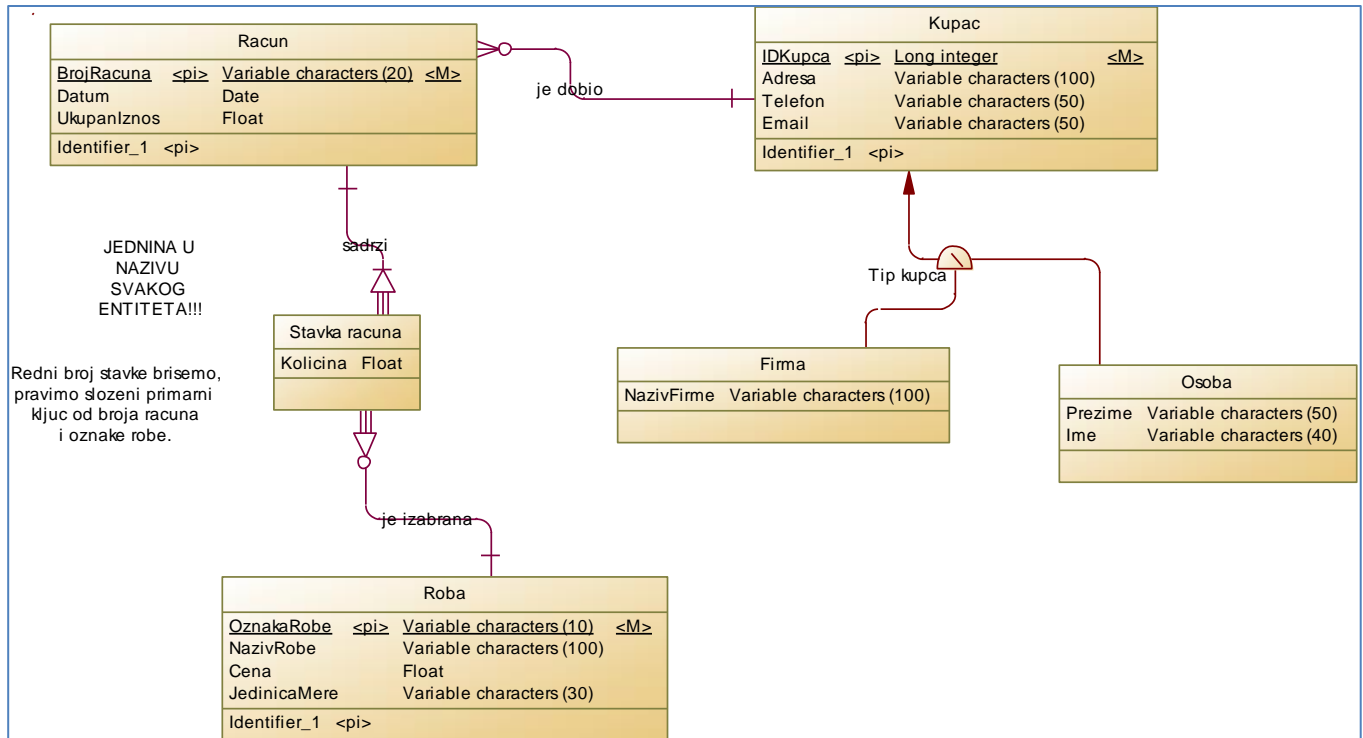 Racun
BrojRacuna <pi> Variable characters (20) <M>
Datum Date
UkupanIznos Float
Identifier_1 <pi>
je dobio
Kupac
IDKupca <pi> Long integer <M>
Adresa Variable characters (100)
Telefon Variable characters (50)
Email Variable characters (50)
Identifier_1 <pi>
JEDNINA U
NAZIVU
SVAKOG
ENTITETA!!!
sadrzi
Tip kupca
Stavka racuna
Kolicina Float
Redni broj stavke brisemo,
pravimo slozeni primarni
kljuc od broja racuna
i oznake robe.
Firma
NazivFirme Variable characters (100)
Osoba
Prezime Variable characters (50)
Ime Variable characters (40)
je izabrana
Roba
OznakaRobe <pi> Variable characters (10) <M>
NazivRobe Variable characters (100)
Cena Float
JedinicaMere Variable characters (30)
Identifier_1 <pi>